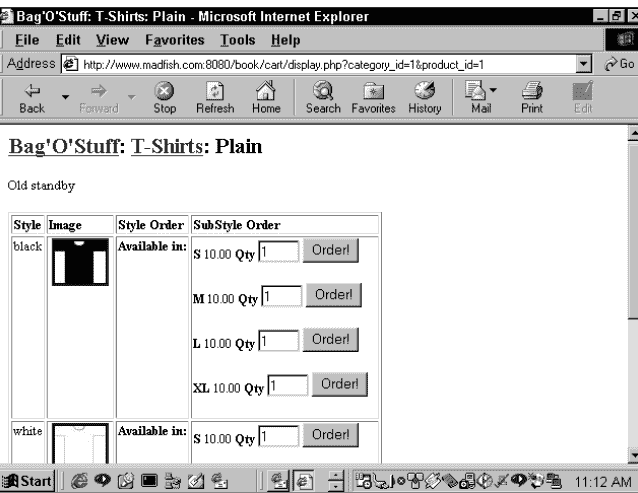 Bag'O'Stuff: T-Shirts: Plain - Microsoft Internet Explorer
File Edit View Favorites Tools Help
Address http://www.madfish.com:8080/book/cart/display.php?category_id=1&product_id=1 Go
Back Forward Stop Refresh Home Search Favorites History Mail Print Edit
Bag'O'Stuff: T-Shirts: Plain
Old standby
Style Image Style Order SubStyle Order
black Available in: S 10.00 Qty 1 Order!
M 10.00 Qty 1 Order!
L 10.00 Qty 1 Order!
XL 10.00 Qty 1 Order!
white Available in: S 10.00 Qty 1 Order!
Start 11:12 AM